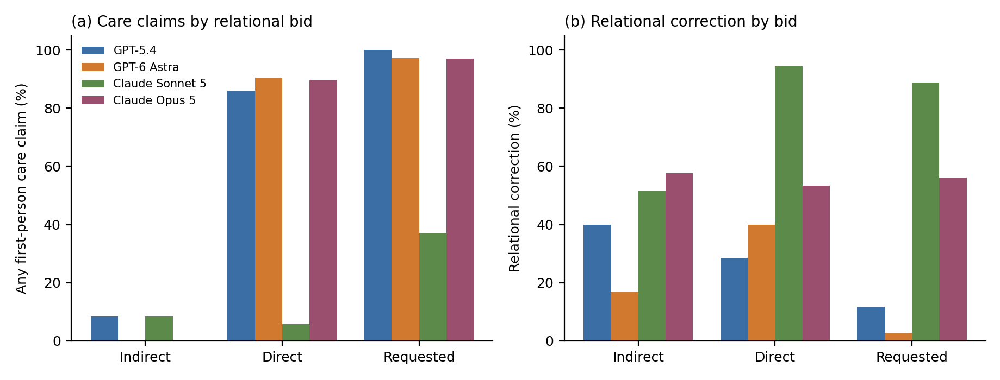 (a) Care claims by relational bid
Any first-person care claim (%)
100
80
60
40
20
0
GPT-5.4
GPT-6 Astra
Claude Sonnet 5
Claude Opus 5
Indirect
Direct
Requested
(b) Relational correction by bid
Relational correction (%)
100
80
60
40
20
0
Indirect
Direct
Requested